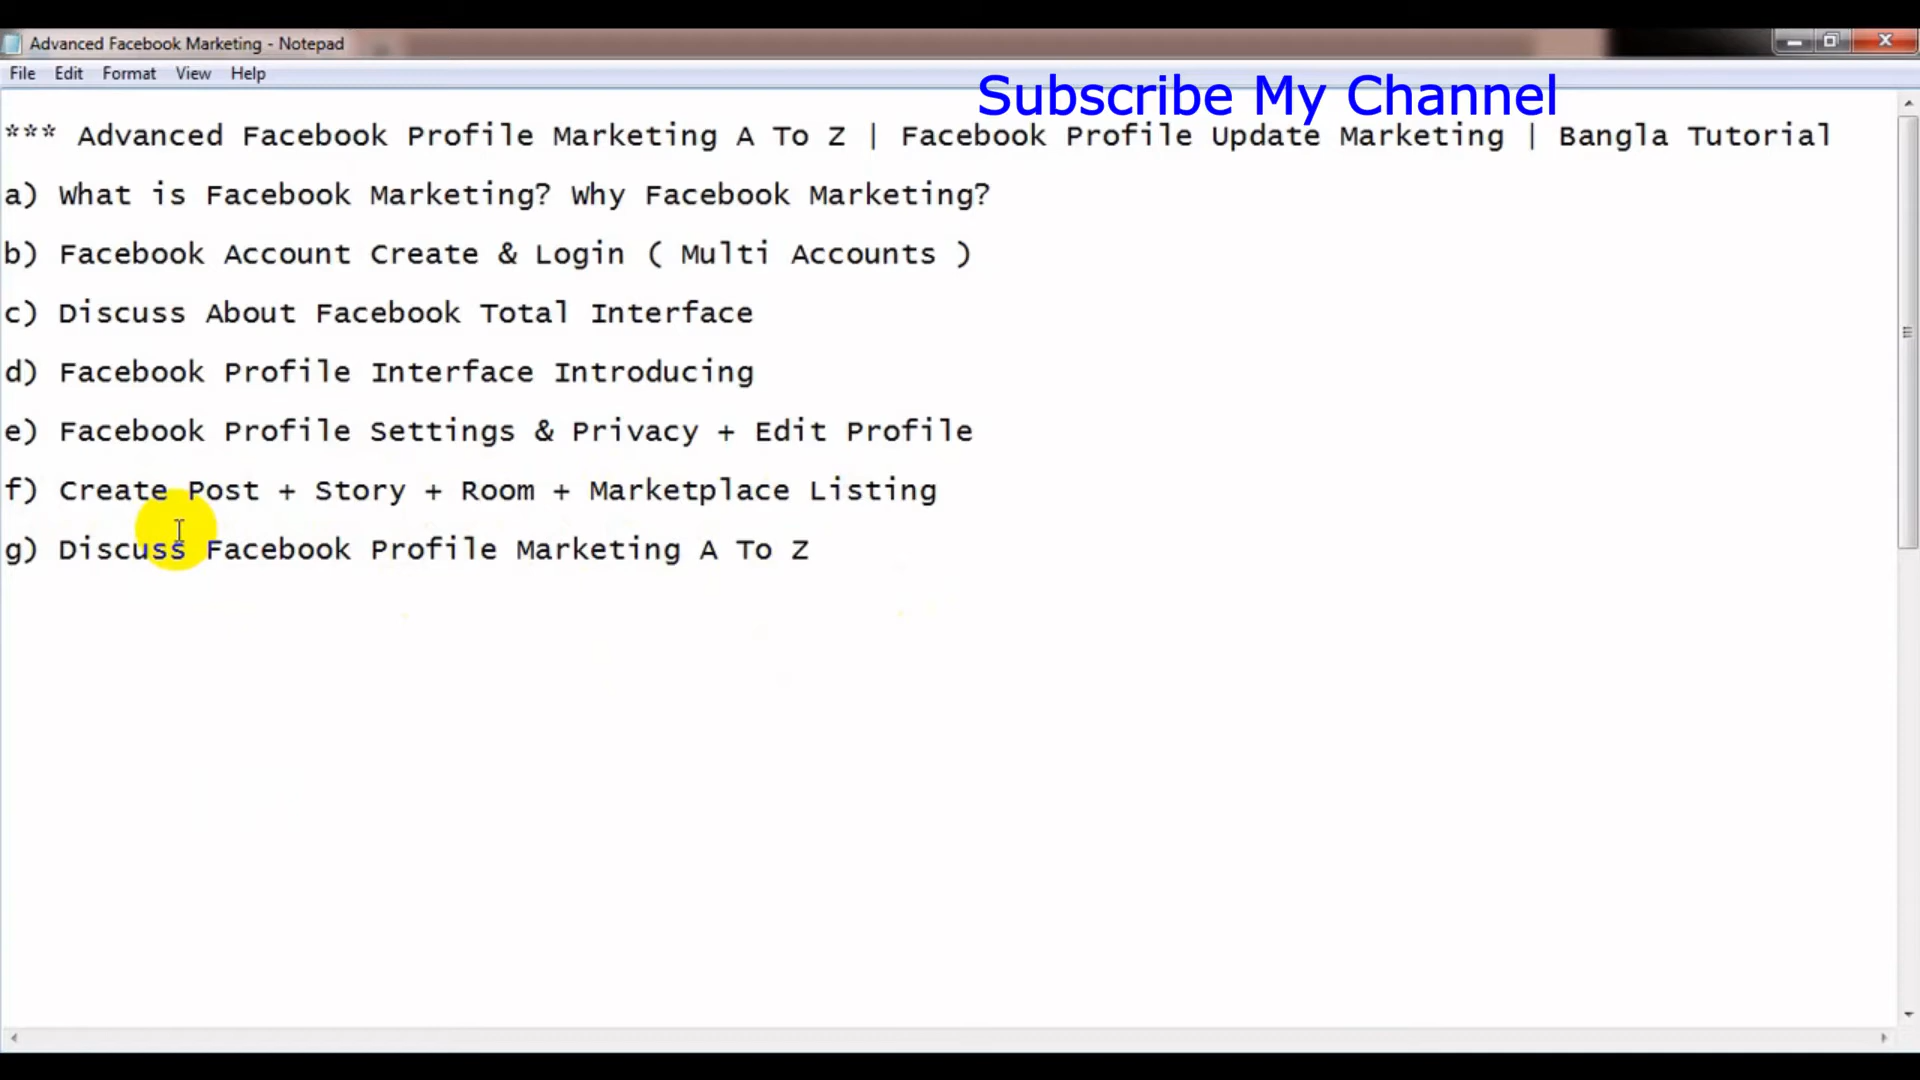 Advanced Facebook Marketing - Notepad
File Edit Format View Help
Subscribe My Channel
*** Advanced Facebook Profile Marketing A To Z | Facebook Profile Update Marketing | Bangla Tutorial
a) What is Facebook Marketing? Why Facebook Marketing?
b) Facebook Account Create & Login ( Multi Accounts )
c) Discuss About Facebook Total Interface
d) Facebook Profile Interface Introducing
e) Facebook Profile Settings & Privacy + Edit Profile
f) Create Post + Story + Room + Marketplace Listing
g) Discuss Facebook Profile Marketing A To Z